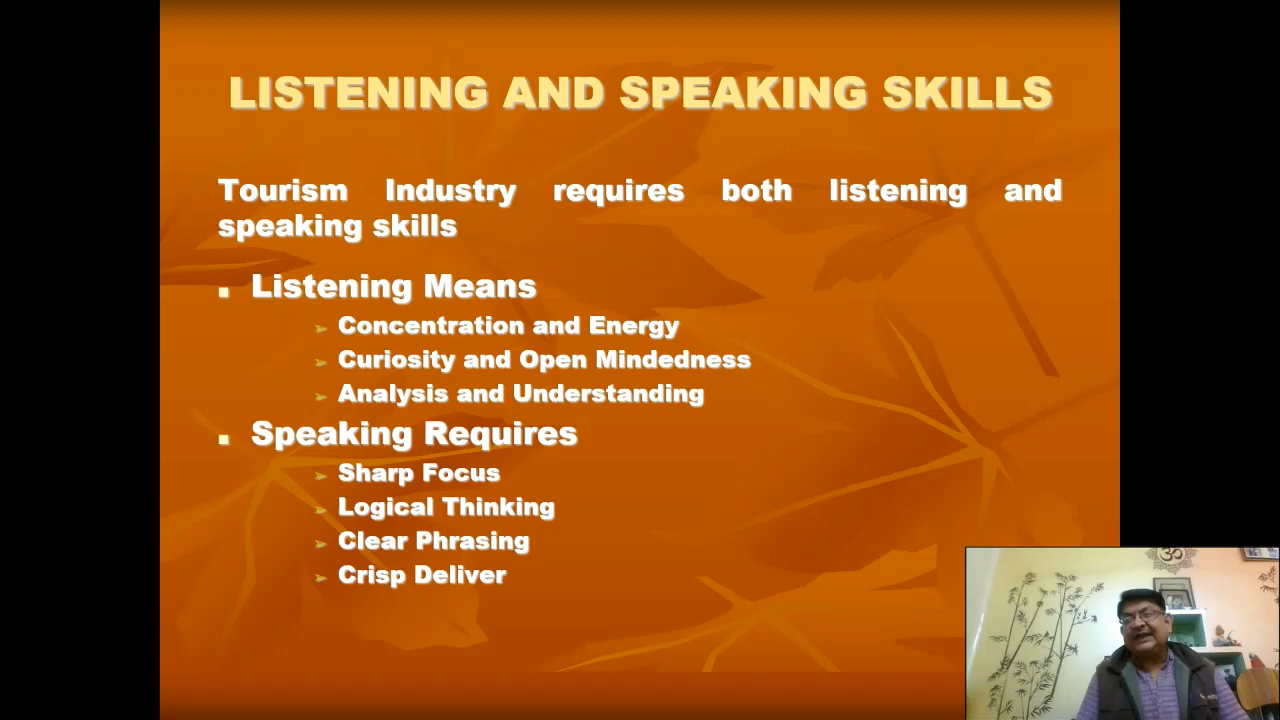 LISTENING AND SPEAKING SKILLS
Tourism Industry requires both listening and
speaking skills
Listening Means
Concentration and Energy
Curiosity and Open Mindedness
Analysis and Understanding
Speaking Requires
Sharp Focus
Logical Thinking
Clear Phrasing
Crisp Deliver
ॐ